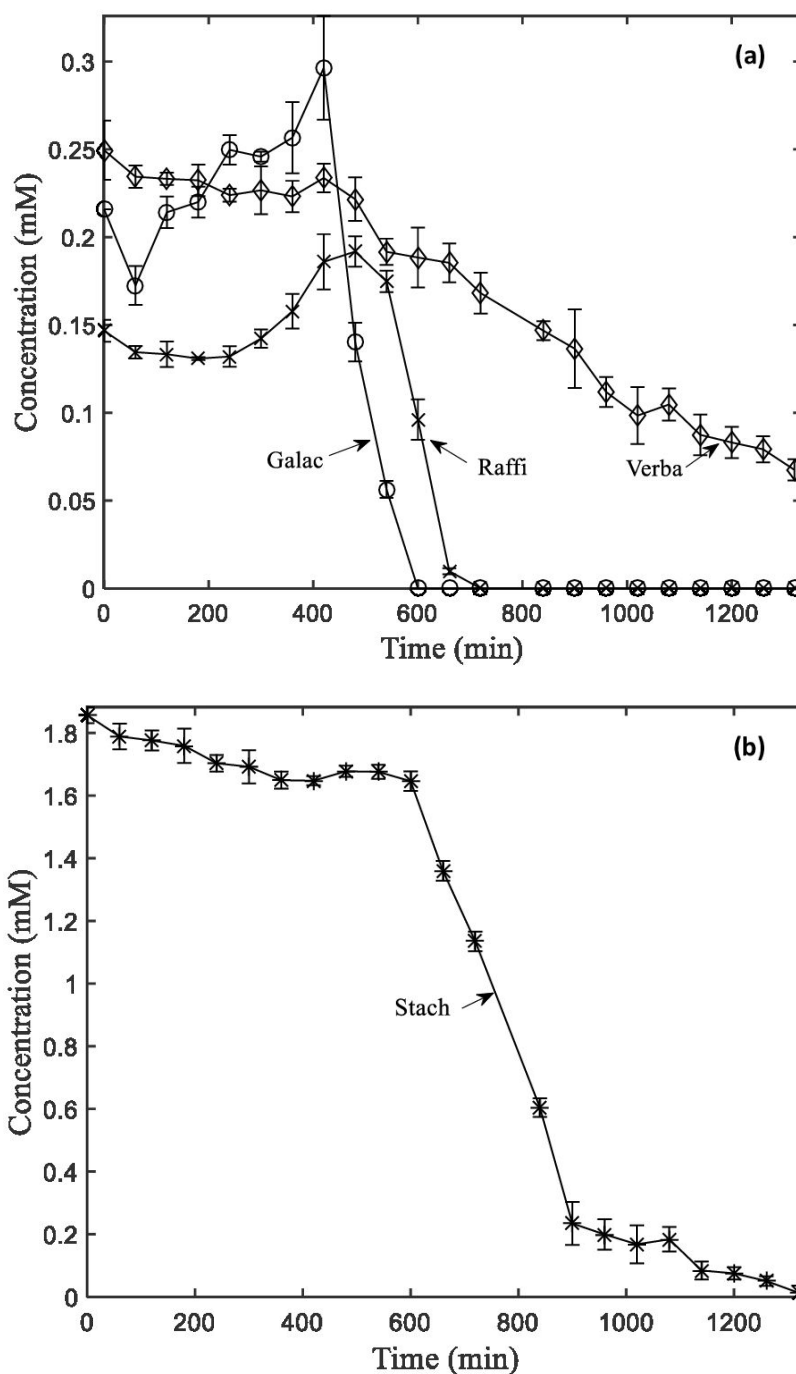 (a)
0.3
0.25
0.2
0.15
0.1
0.05
0
Concentration (mM)
Galac
Raffi
Verba
0 200 400 600 800 1000 1200
Time (min)
(b)
1.8
1.6
1.4
1.2
1
0.8
0.6
0.4
0.2
0
Concentration (mM)
Stach
0 200 400 600 800 1000 1200
Time (min)